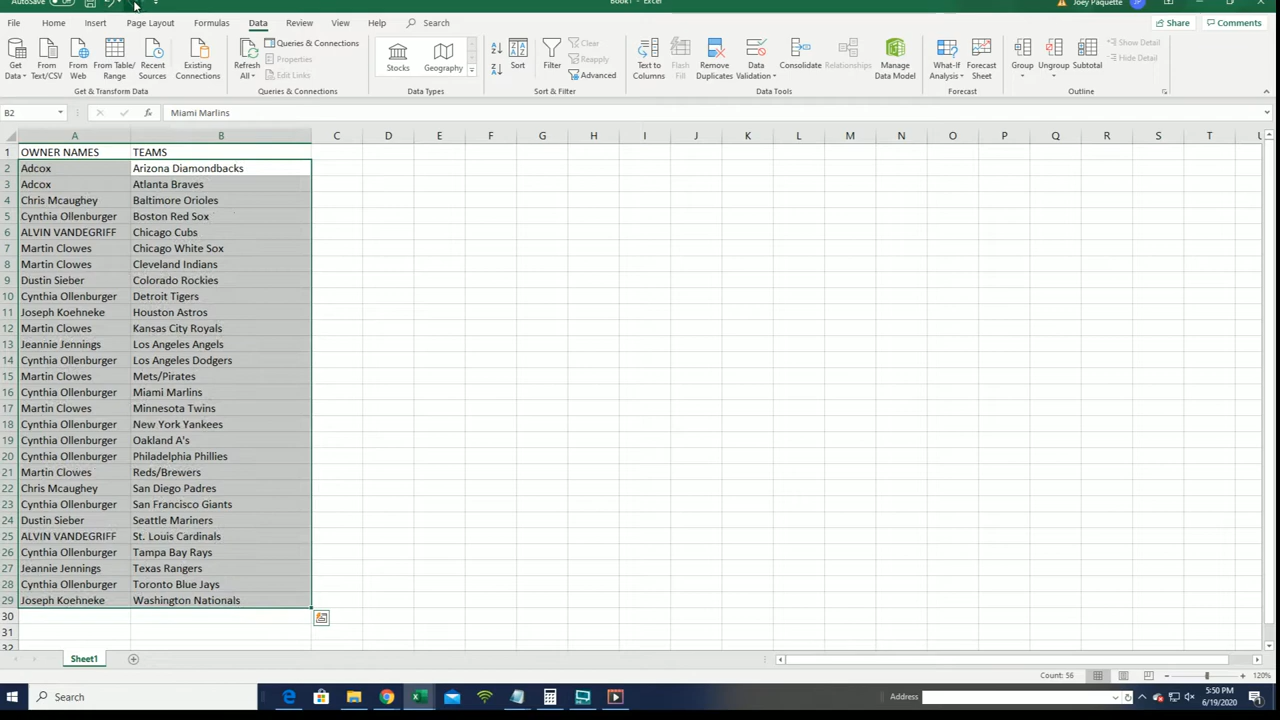 AutoSave Off Book1 - Excel Joey Paquette JP
File Home Insert Page Layout Formulas Data Review View Help Search Share Comments
Get Data From Text/CSV From Web From Table/Range Recent Sources Existing Connections
Get & Transform Data
Refresh All Queries & Connections Properties Edit Links
Queries & Connections
Stocks Geography
Data Types
Sort Filter Clear Reapply Advanced
Sort & Filter
Text to Columns Flash Fill Remove Duplicates Data Validation Consolidate Relationships Manage Data Model
Data Tools
What-If Analysis Forecast Sheet
Forecast
Group Ungroup Subtotal Show Detail Hide Detail
Outline
B2 fx Miami Marlins
A B C D E F G H I J K L M N O P Q R S T U
1 OWNER NAMES TEAMS
2 Adcox Arizona Diamondbacks
3 Adcox Atlanta Braves
4 Chris Mcaughey Baltimore Orioles
5 Cynthia Ollenburger Boston Red Sox
6 ALVIN VANDEGRIFF Chicago Cubs
7 Martin Clowes Chicago White Sox
8 Martin Clowes Cleveland Indians
9 Dustin Sieber Colorado Rockies
10 Cynthia Ollenburger Detroit Tigers
11 Joseph Koehneke Houston Astros
12 Martin Clowes Kansas City Royals
13 Jeannie Jennings Los Angeles Angels
14 Cynthia Ollenburger Los Angeles Dodgers
15 Martin Clowes Mets/Pirates
16 Cynthia Ollenburger Miami Marlins
17 Martin Clowes Minnesota Twins
18 Cynthia Ollenburger New York Yankees
19 Cynthia Ollenburger Oakland A's
20 Cynthia Ollenburger Philadelphia Phillies
21 Martin Clowes Reds/Brewers
22 Chris Mcaughey San Diego Padres
23 Cynthia Ollenburger San Francisco Giants
24 Dustin Sieber Seattle Mariners
25 ALVIN VANDEGRIFF St. Louis Cardinals
26 Cynthia Ollenburger Tampa Bay Rays
27 Jeannie Jennings Texas Rangers
28 Cynthia Ollenburger Toronto Blue Jays
29 Joseph Koehneke Washington Nationals
30
31
32
Sheet1
Count: 56 120%
Search Address 5:50 PM
6/19/2020